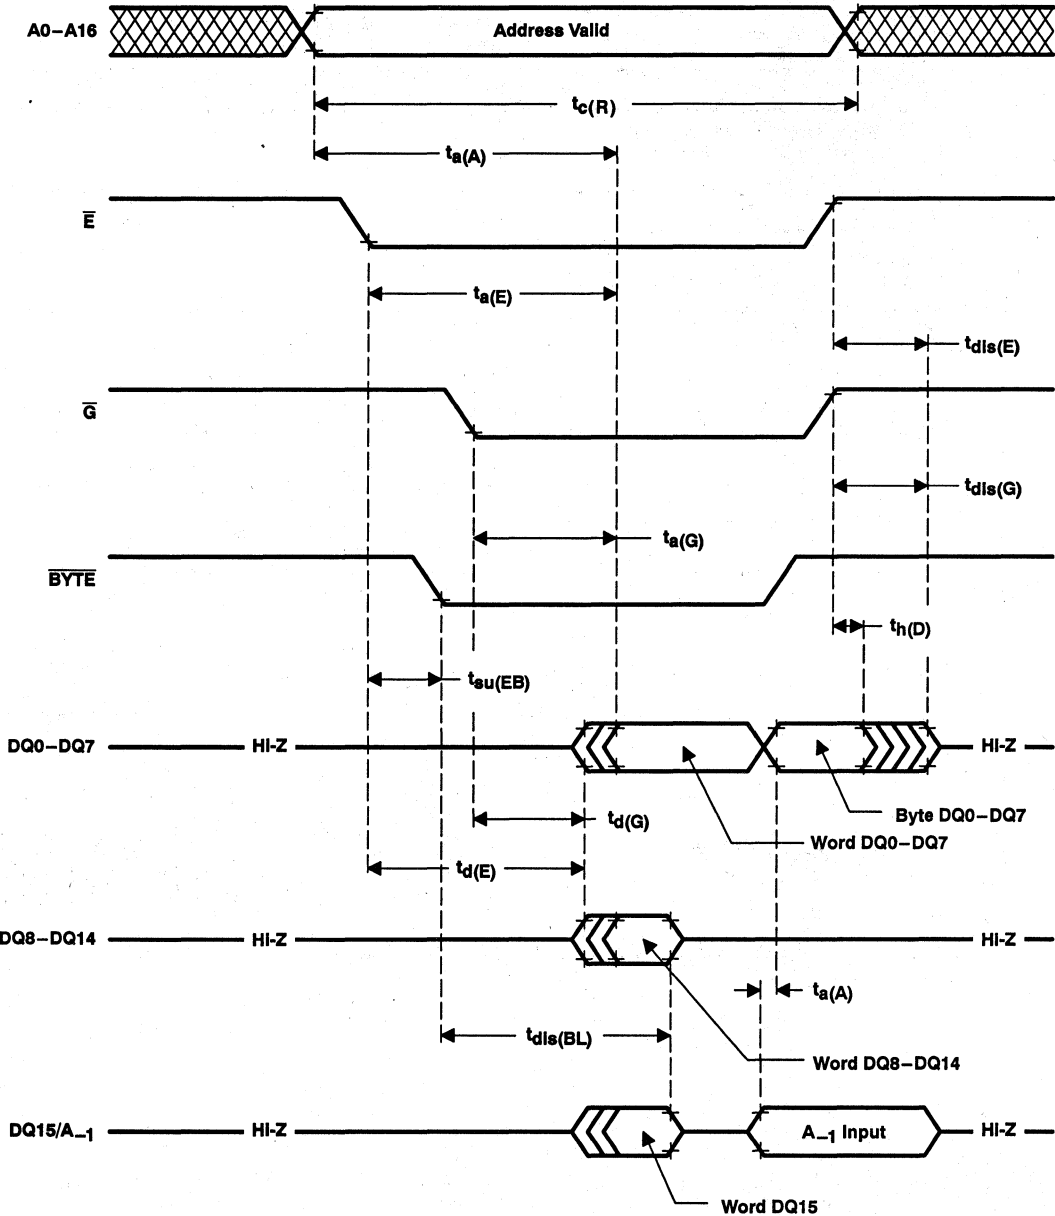 A0–A16
Address Valid
tc(R)
ta(A)
E
ta(E)
tdis(E)
G
tdis(G)
ta(G)
BYTE
th(D)
tsu(EB)
DQ0–DQ7
HI-Z
HI-Z
Byte DQ0–DQ7
td(G)
Word DQ0–DQ7
td(E)
DQ8–DQ14
HI-Z
HI-Z
ta(A)
tdis(BL)
Word DQ8–DQ14
DQ15/A–1
HI-Z
A–1 Input
HI-Z
Word DQ15